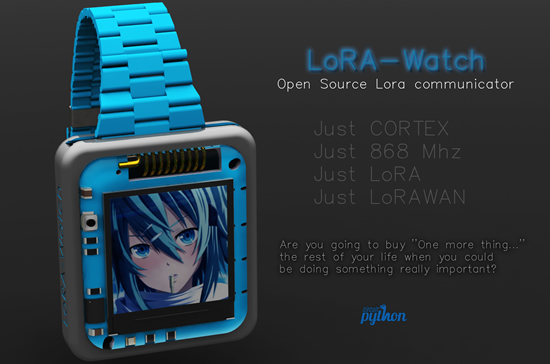 LoRA-Watch
Open Source Lora communicator
Just CORTEX
Just 868 Mhz
Just LoRA
Just LoRAWAN
Are you going to buy "One more thing..."
the rest of your life when you could
be doing something really important?
python